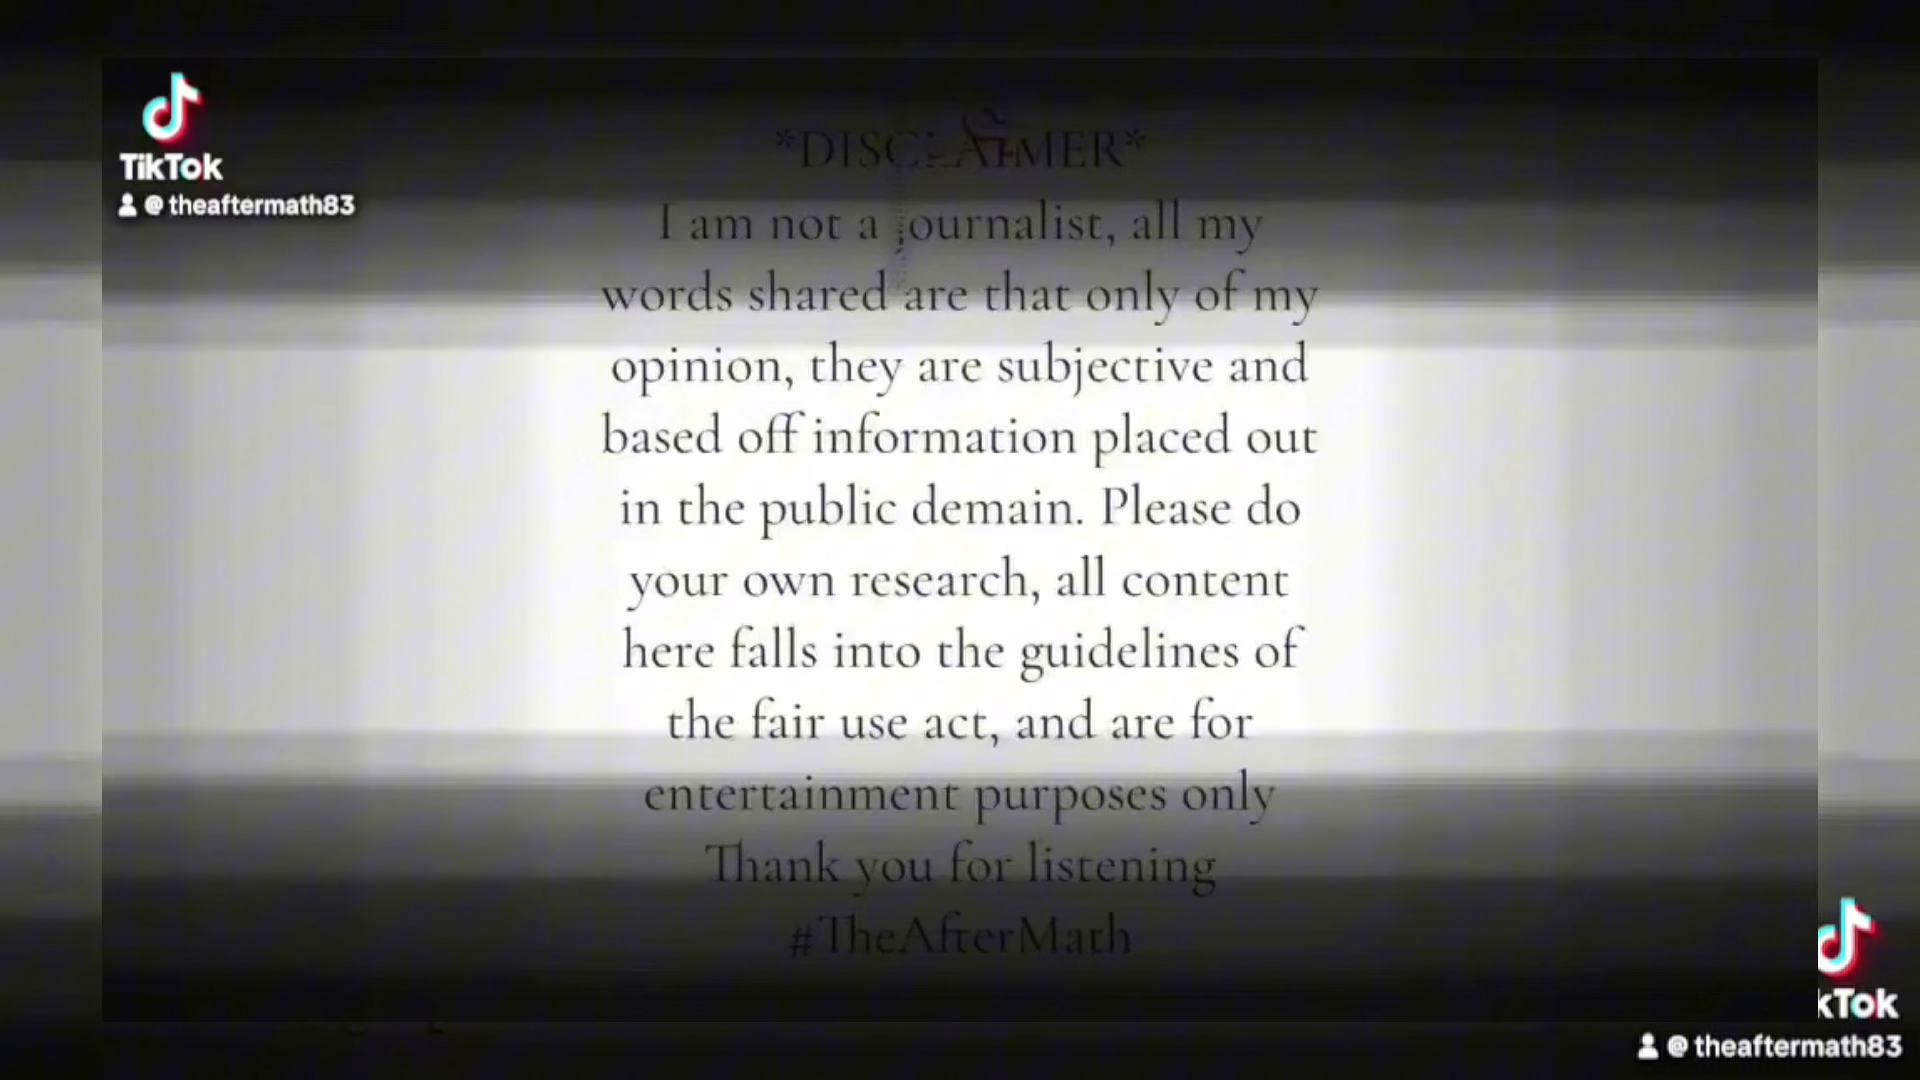 TikTok
@ theaftermath83
*DISCLAIMER*
I am not a journalist, all my
words shared are that only of my
opinion, they are subjective and
based off information placed out
in the public demain. Please do
your own research, all content
here falls into the guidelines of
the fair use act, and are for
entertainment purposes only
Thank you for listening
#TheAfterMath
kTok
@ theaftermath83